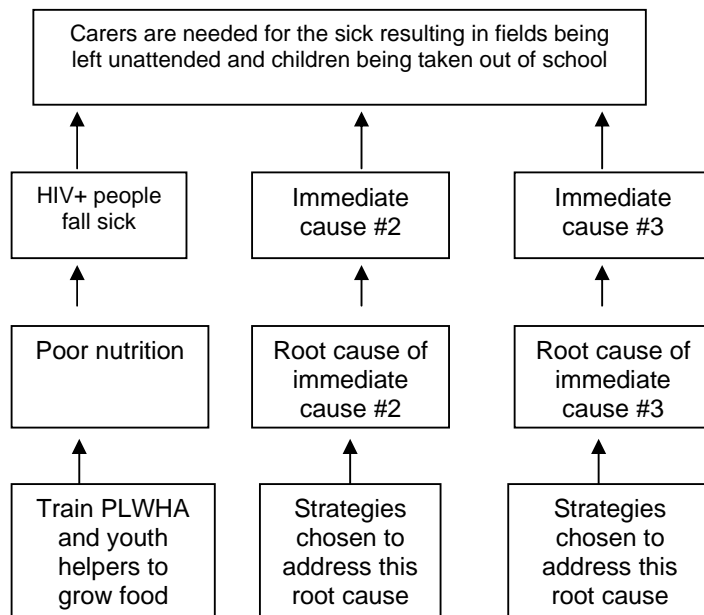 Carers are needed for the sick resulting in fields being
left unattended and children being taken out of school
HIV+ people
fall sick
Immediate
cause #2
Immediate
cause #3
Poor nutrition
Root cause of
immediate
cause #2
Root cause of
immediate
cause #3
Train PLWHA
and youth
helpers to
grow food
Strategies
chosen to
address this
root cause
Strategies
chosen to
address this
root cause